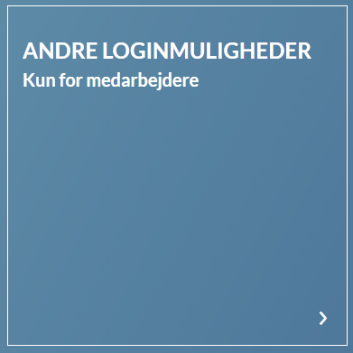 ANDRE LOGINMULIGHEDER
Kun for medarbejdere